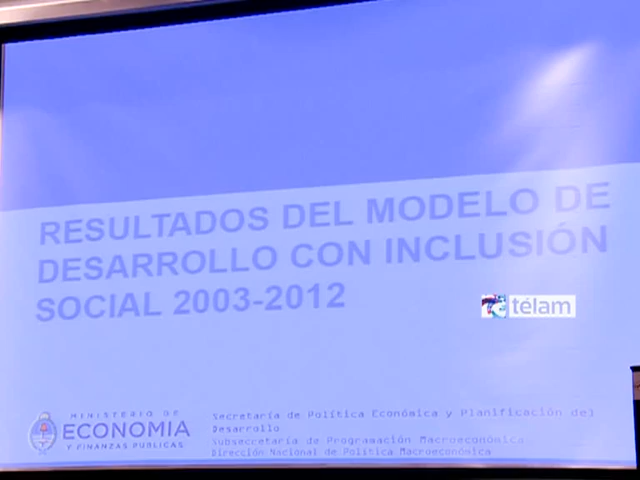 RESULTADOS DEL MODELO DE
DESARROLLO CON INCLUSIÓN
SOCIAL 2003-2012
télam
MINISTERIO DE
ECONOMIA
Y FINANZAS PUBLICAS
Secretaría de Política Económica y Planificación del
Desarrollo
Subsecretaría de Programación Macroeconómica
Dirección Nacional de Política Macroeconómica